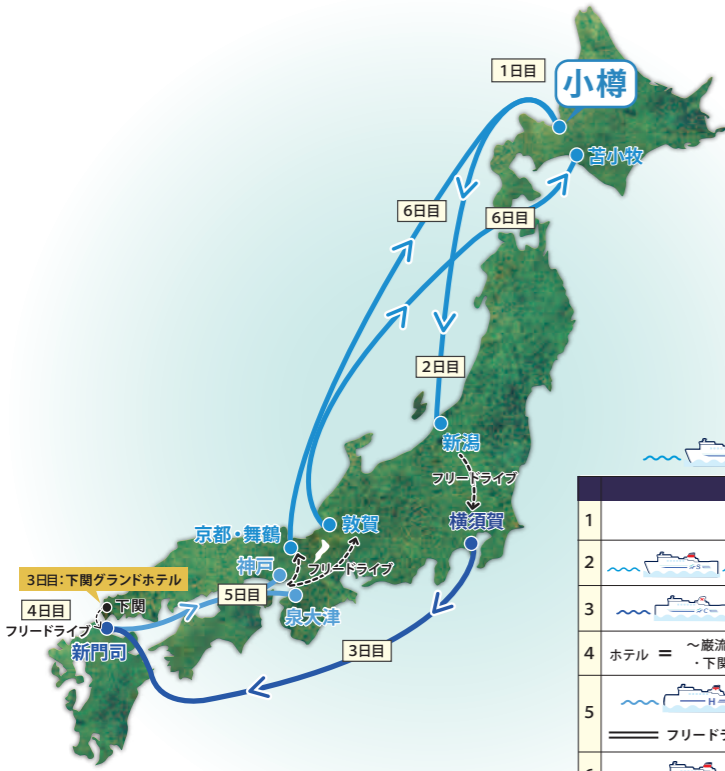 1日目
小樽
苫小牧
6日目
6日目
2日目
新潟
フリードライブ
横須賀
敦賀
京都・舞鶴
神戸
フリードライブ
3日目：下関グランドホテル
4日目
下関
5日目
泉大津
フリードライブ
新門司
3日目
1
2
S
3
C
4 ホテル = ～巌流
・下関
5
H
フリードラ